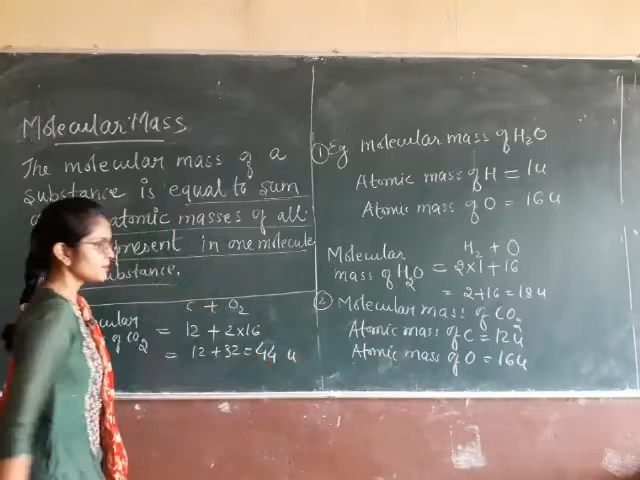 Molecular Mass
The molecular mass of a
substance is equal to sum
atomic masses of all
present in one molecule
substance.
C + O2
= 12 + 2x16
of CO2
= 12 + 32 = 44 u
① Eg Molecular mass of H2O
Atomic mass of H = 1u
Atomic mass of O = 16u
H2 + O
Molecular
mass of H2O = 2x1 + 16
= 2+16 = 18u
② Molecular mass of CO2
Atomic mass of C = 12u
Atomic mass of O = 16u